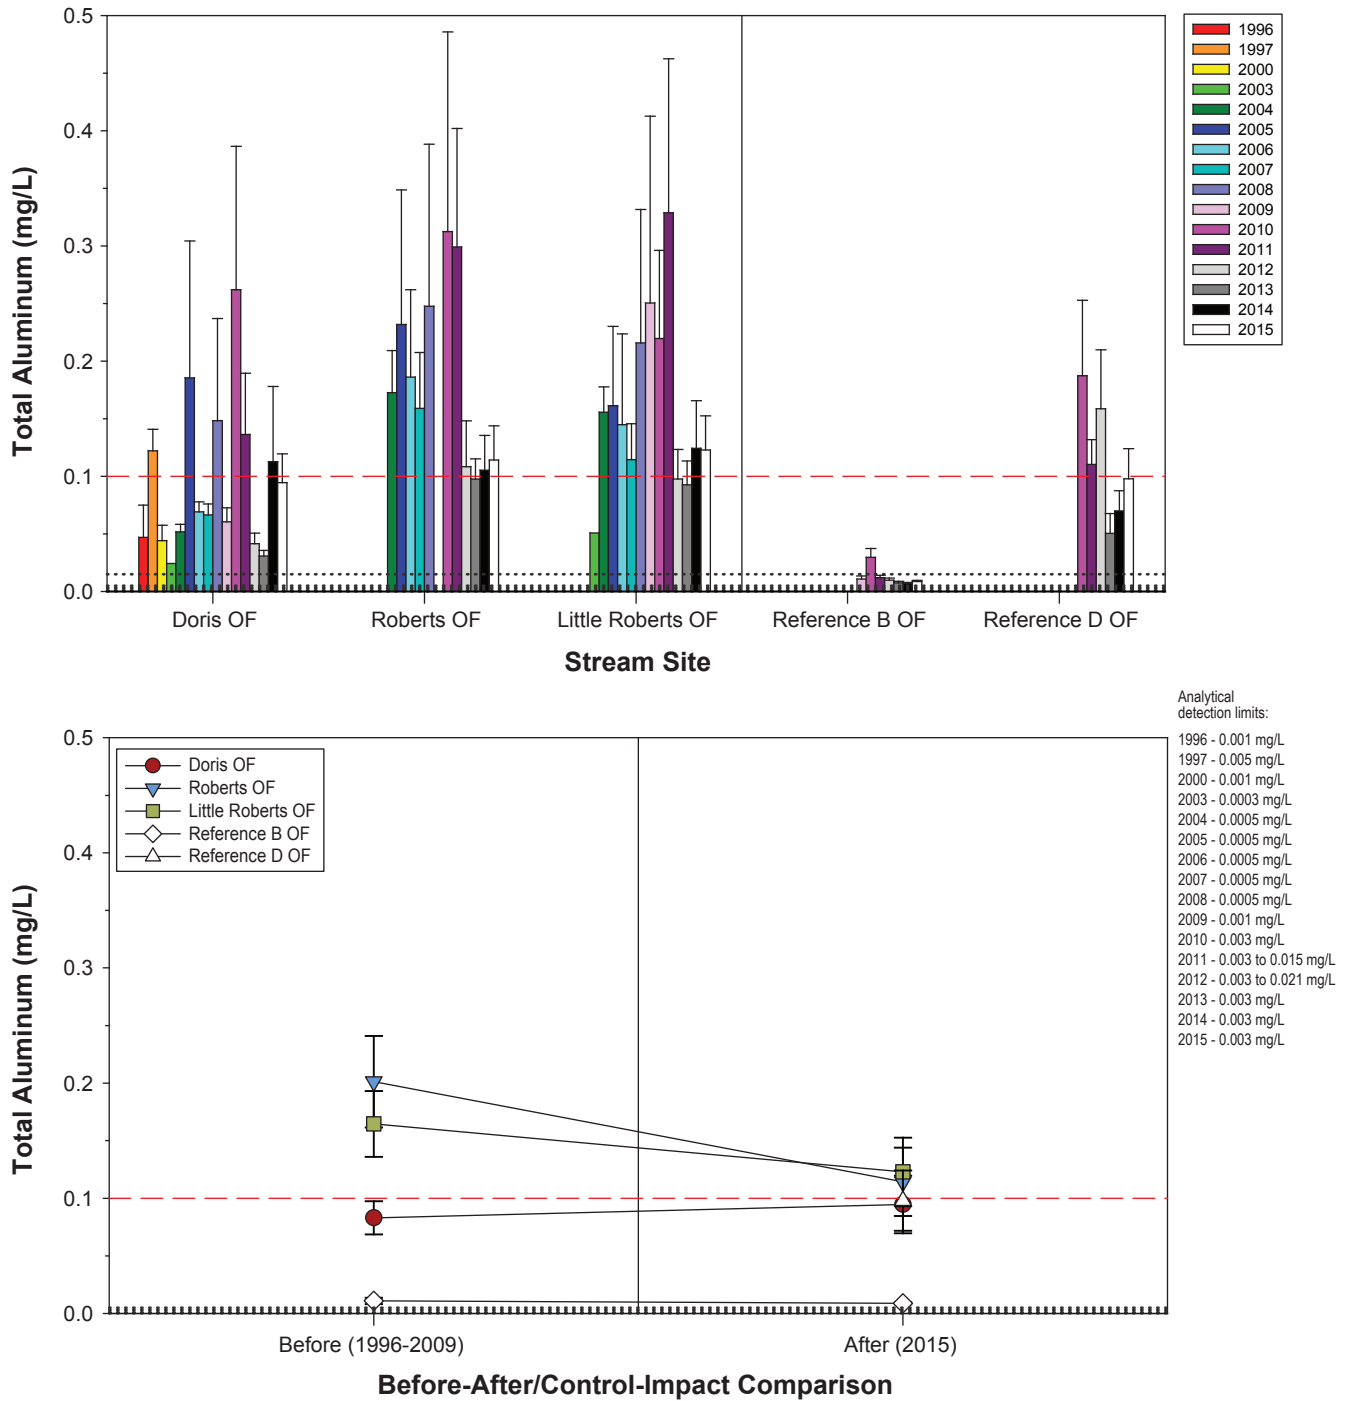 0.5
0.4
0.3
0.2
0.1
0.0
Total Aluminum (mg/L)
Doris OF
Roberts OF
Little Roberts OF
Reference B OF
Reference D OF
Stream Site
1996
1997
2000
2003
2004
2005
2006
2007
2008
2009
2010
2011
2012
2013
2014
2015
Analytical
detection limits:
1996 - 0.001 mg/L
1997 - 0.005 mg/L
2000 - 0.001 mg/L
2003 - 0.0003 mg/L
2004 - 0.0005 mg/L
2005 - 0.0005 mg/L
2006 - 0.0005 mg/L
2007 - 0.0005 mg/L
2008 - 0.0005 mg/L
2009 - 0.001 mg/L
2010 - 0.003 mg/L
2011 - 0.003 to 0.015 mg/L
2012 - 0.003 to 0.021 mg/L
2013 - 0.003 mg/L
2014 - 0.003 mg/L
2015 - 0.003 mg/L
0.5
0.4
0.3
0.2
0.1
0.0
Total Aluminum (mg/L)
Doris OF
Roberts OF
Little Roberts OF
Reference B OF
Reference D OF
Before (1996-2009)
After (2015)
Before-After/Control-Impact Comparison